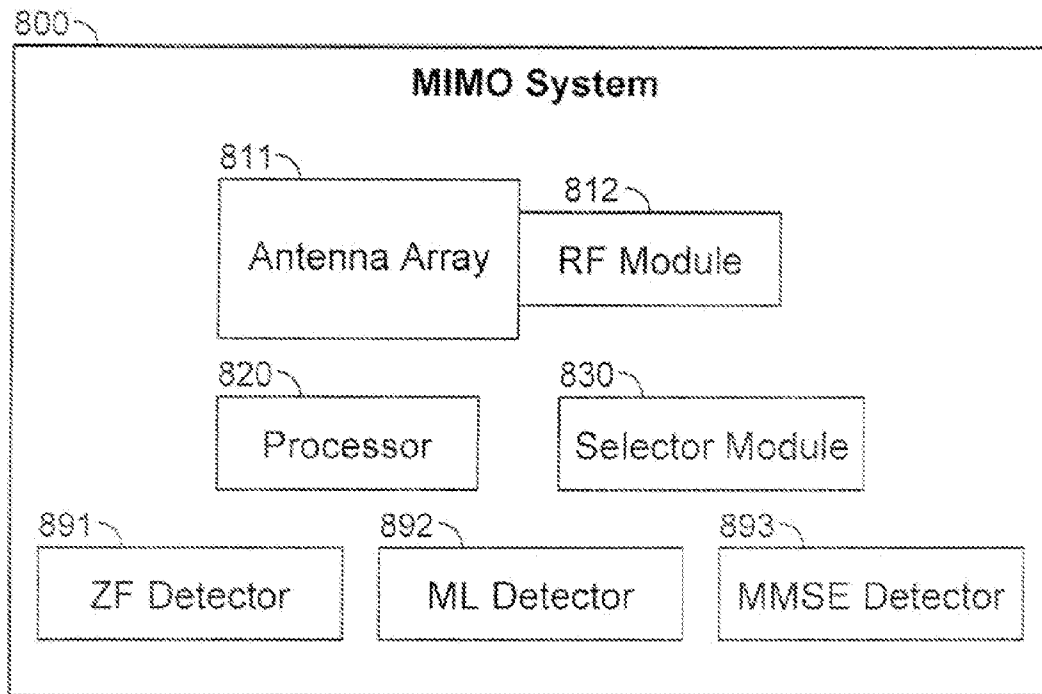 800
MIMO System
811
812
Antenna Array
RF Module
820
830
Processor
Selector Module
891
892
893
ZF Detector
ML Detector
MMSE Detector